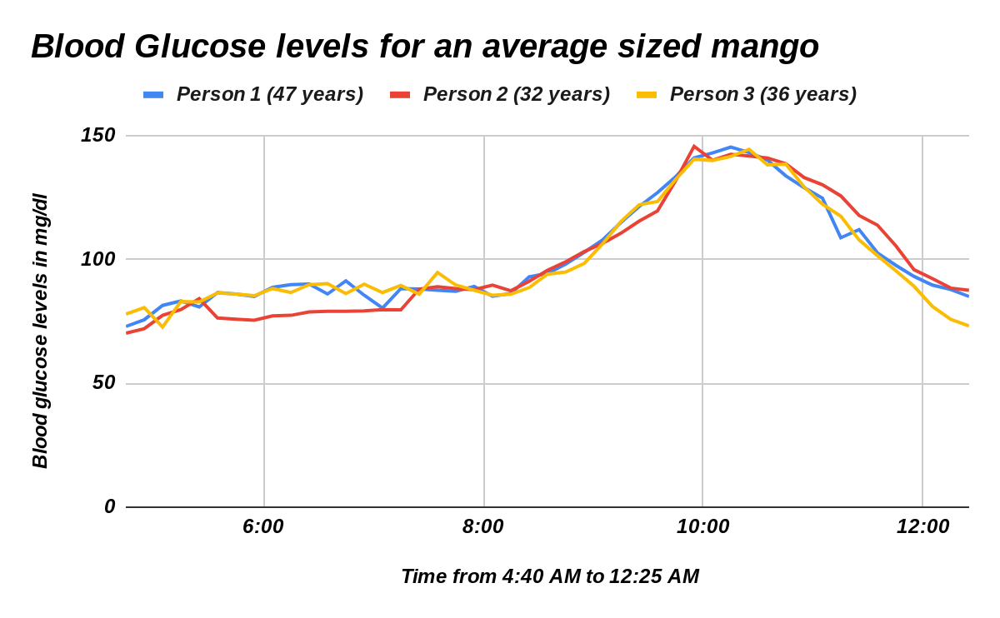 Blood Glucose levels for an average sized mango
Person 1 (47 years) Person 2 (32 years) Person 3 (36 years)
Blood glucose levels in mg/dl
150
100
50
0
6:00 8:00 10:00 12:00
Time from 4:40 AM to 12:25 AM